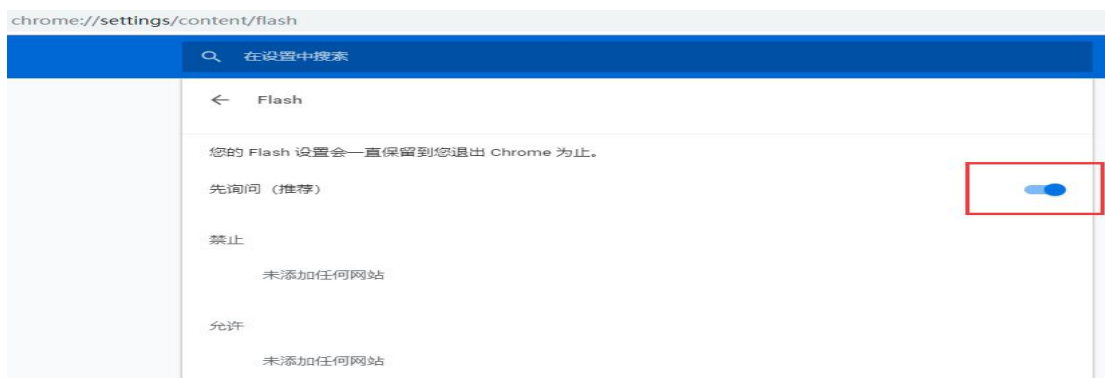 chrome://settings/content/flash
在设置中搜索
Flash
您的 Flash 设置会一直保留到您退出 Chrome 为止。
先询问（推荐）
禁止
未添加任何网站
允许
未添加任何网站